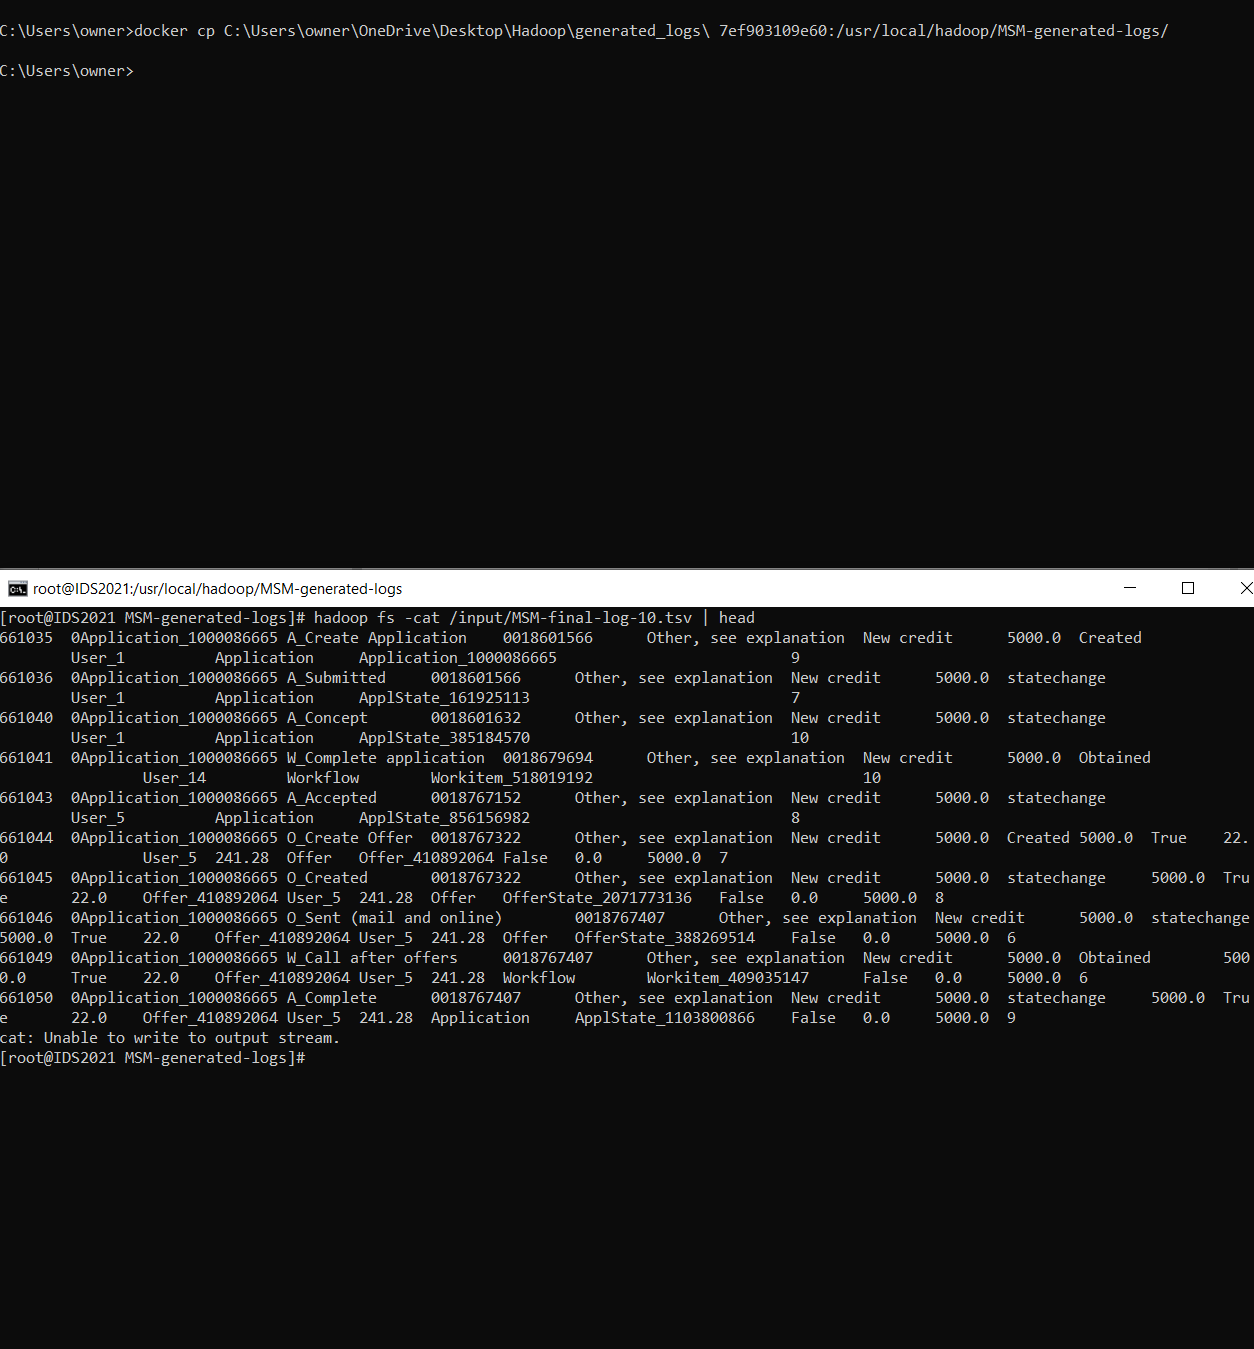 C:\Users\owner>docker cp C:\Users\owner\OneDrive\Desktop\Hadoop\generated_logs\ 7ef903109e60:/usr/local/hadoop/MSM-generated-logs/
C:\Users\owner>
root@IDS2021:/usr/local/hadoop/MSM-generated-logs
[root@IDS2021 MSM-generated-logs]# hadoop fs -cat /input/MSM-final-log-10.tsv | head
661035  0Application_1000086665 A_Create Application    0018601566      Other, see explanation  New credit      5000.0  Created
        User_1          Application     Application_1000086665                          9
661036  0Application_1000086665 A_Submitted     0018601566      Other, see explanation  New credit      5000.0  statechange
        User_1          Application     ApplState_161925113                             7
661040  0Application_1000086665 A_Concept       0018601632      Other, see explanation  New credit      5000.0  statechange
        User_1          Application     ApplState_385184570                             10
661041  0Application_1000086665 W_Complete application  0018679694      Other, see explanation  New credit      5000.0  Obtained
                User_14         Workflow        Workitem_518019192                              10
661043  0Application_1000086665 A_Accepted      0018767152      Other, see explanation  New credit      5000.0  statechange
        User_5          Application     ApplState_856156982                             8
661044  0Application_1000086665 O_Create Offer  0018767322      Other, see explanation  New credit      5000.0  Created 5000.0  True    22.
0               User_5  241.28  Offer   Offer_410892064 False   0.0     5000.0  7
661045  0Application_1000086665 O_Created       0018767322      Other, see explanation  New credit      5000.0  statechange     5000.0  Tru
e       22.0    Offer_410892064 User_5  241.28  Offer   OfferState_2071773136   False   0.0     5000.0  8
661046  0Application_1000086665 O_Sent (mail and online)        0018767407      Other, see explanation  New credit      5000.0  statechange
5000.0  True    22.0    Offer_410892064 User_5  241.28  Offer   OfferState_388269514    False   0.0     5000.0  6
661049  0Application_1000086665 W_Call after offers     0018767407      Other, see explanation  New credit      5000.0  Obtained        500
0.0     True    22.0    Offer_410892064 User_5  241.28  Workflow        Workitem_409035147      False   0.0     5000.0  6
661050  0Application_1000086665 A_Complete      0018767407      Other, see explanation  New credit      5000.0  statechange     5000.0  Tru
e       22.0    Offer_410892064 User_5  241.28  Application     ApplState_1103800866    False   0.0     5000.0  9
cat: Unable to write to output stream.
[root@IDS2021 MSM-generated-logs]#